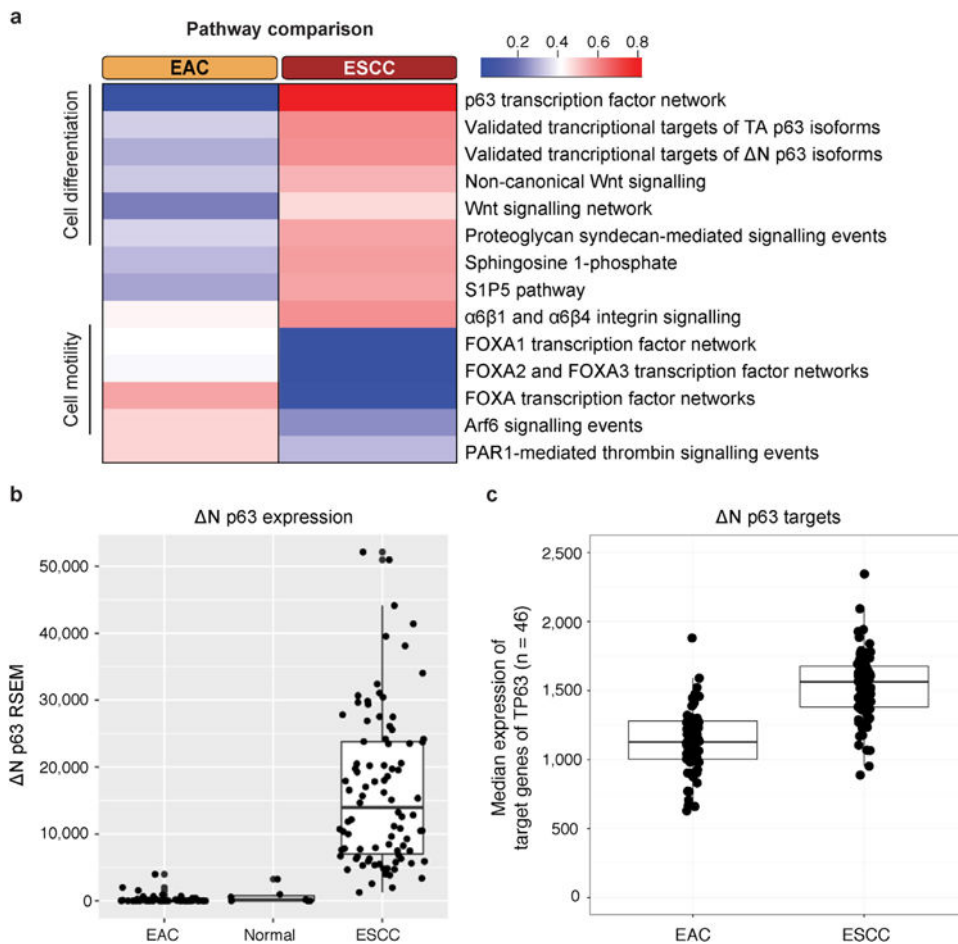 a
Pathway comparison
0.2 0.4 0.6 0.8
EAC ESCC
Cell differentiation
Cell motility
p63 transcription factor network
Validated trancriptional targets of TA p63 isoforms
Validated trancriptional targets of ΔN p63 isoforms
Non-canonical Wnt signalling
Wnt signalling network
Proteoglycan syndecan-mediated signalling events
Sphingosine 1-phosphate
S1P5 pathway
α6β1 and α6β4 integrin signalling
FOXA1 transcription factor network
FOXA2 and FOXA3 transcription factor networks
FOXA transcription factor networks
Arf6 signalling events
PAR1-mediated thrombin signalling events
b
ΔN p63 expression
ΔN p63 RSEM
50,000
40,000
30,000
20,000
10,000
0
EAC Normal ESCC
c
ΔN p63 targets
Median expression of
target genes of TP63 (n = 46)
2,500
2,000
1,500
1,000
500
0
EAC ESCC